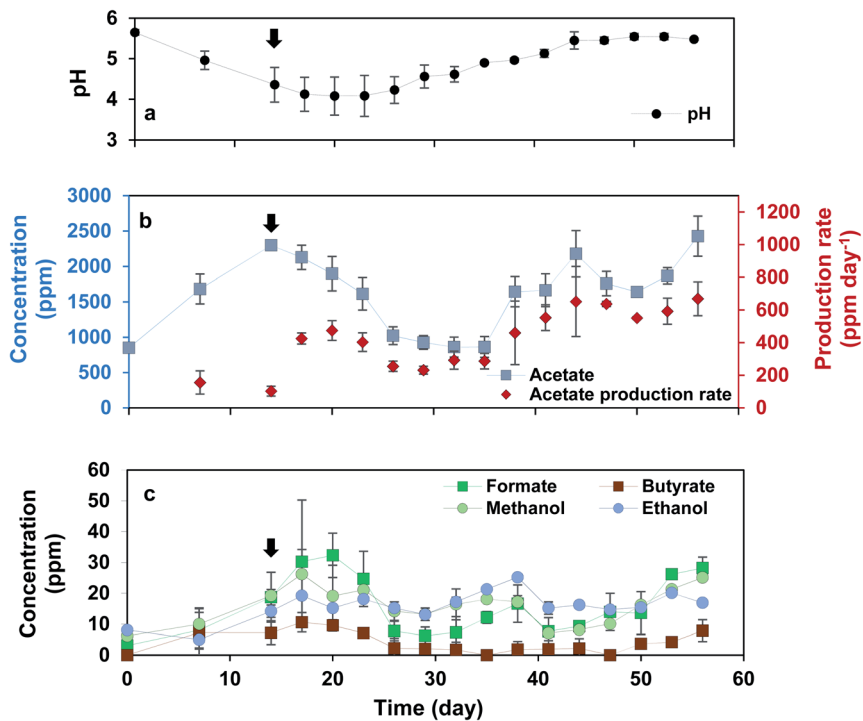 6
5
4
3
pH
a
pH
3000
2500
2000
1500
1000
500
0
Concentration
(ppm)
b
Acetate
Acetate production rate
1200
1000
800
600
400
200
0
Production rate
(ppm day-1)
60
50
40
30
20
10
0
Concentration
(ppm)
c
Formate Butyrate
Methanol Ethanol
0 10 20 30 40 50 60
Time (day)